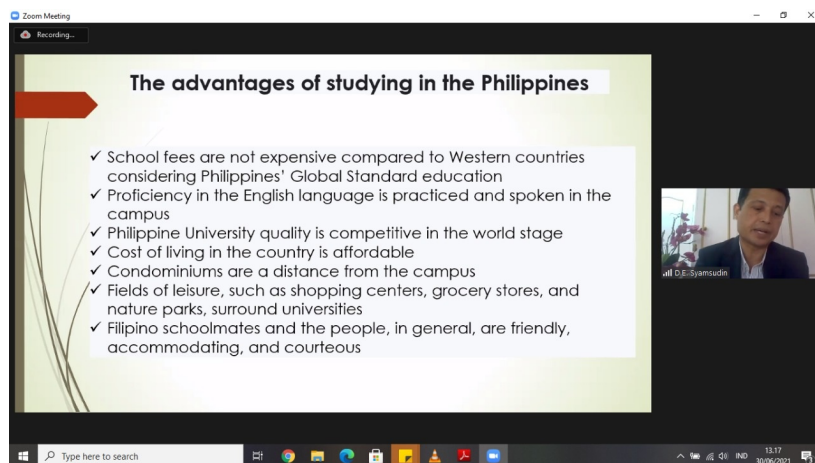 Zoom Meeting
Recording...
The advantages of studying in the Philippines
✓ School fees are not expensive compared to Western countries
considering Philippines' Global Standard education
✓ Proficiency in the English language is practiced and spoken in the
campus
✓ Philippine University quality is competitive in the world stage
✓ Cost of living in the country is affordable
✓ Condominiums are a distance from the campus
✓ Fields of leisure, such as shopping centers, grocery stores, and
nature parks, surround universities
✓ Filipino schoolmates and the people, in general, are friendly,
accommodating, and courteous
D.E. Syamsudin
Type here to search
IND
13.17
30/06/2021